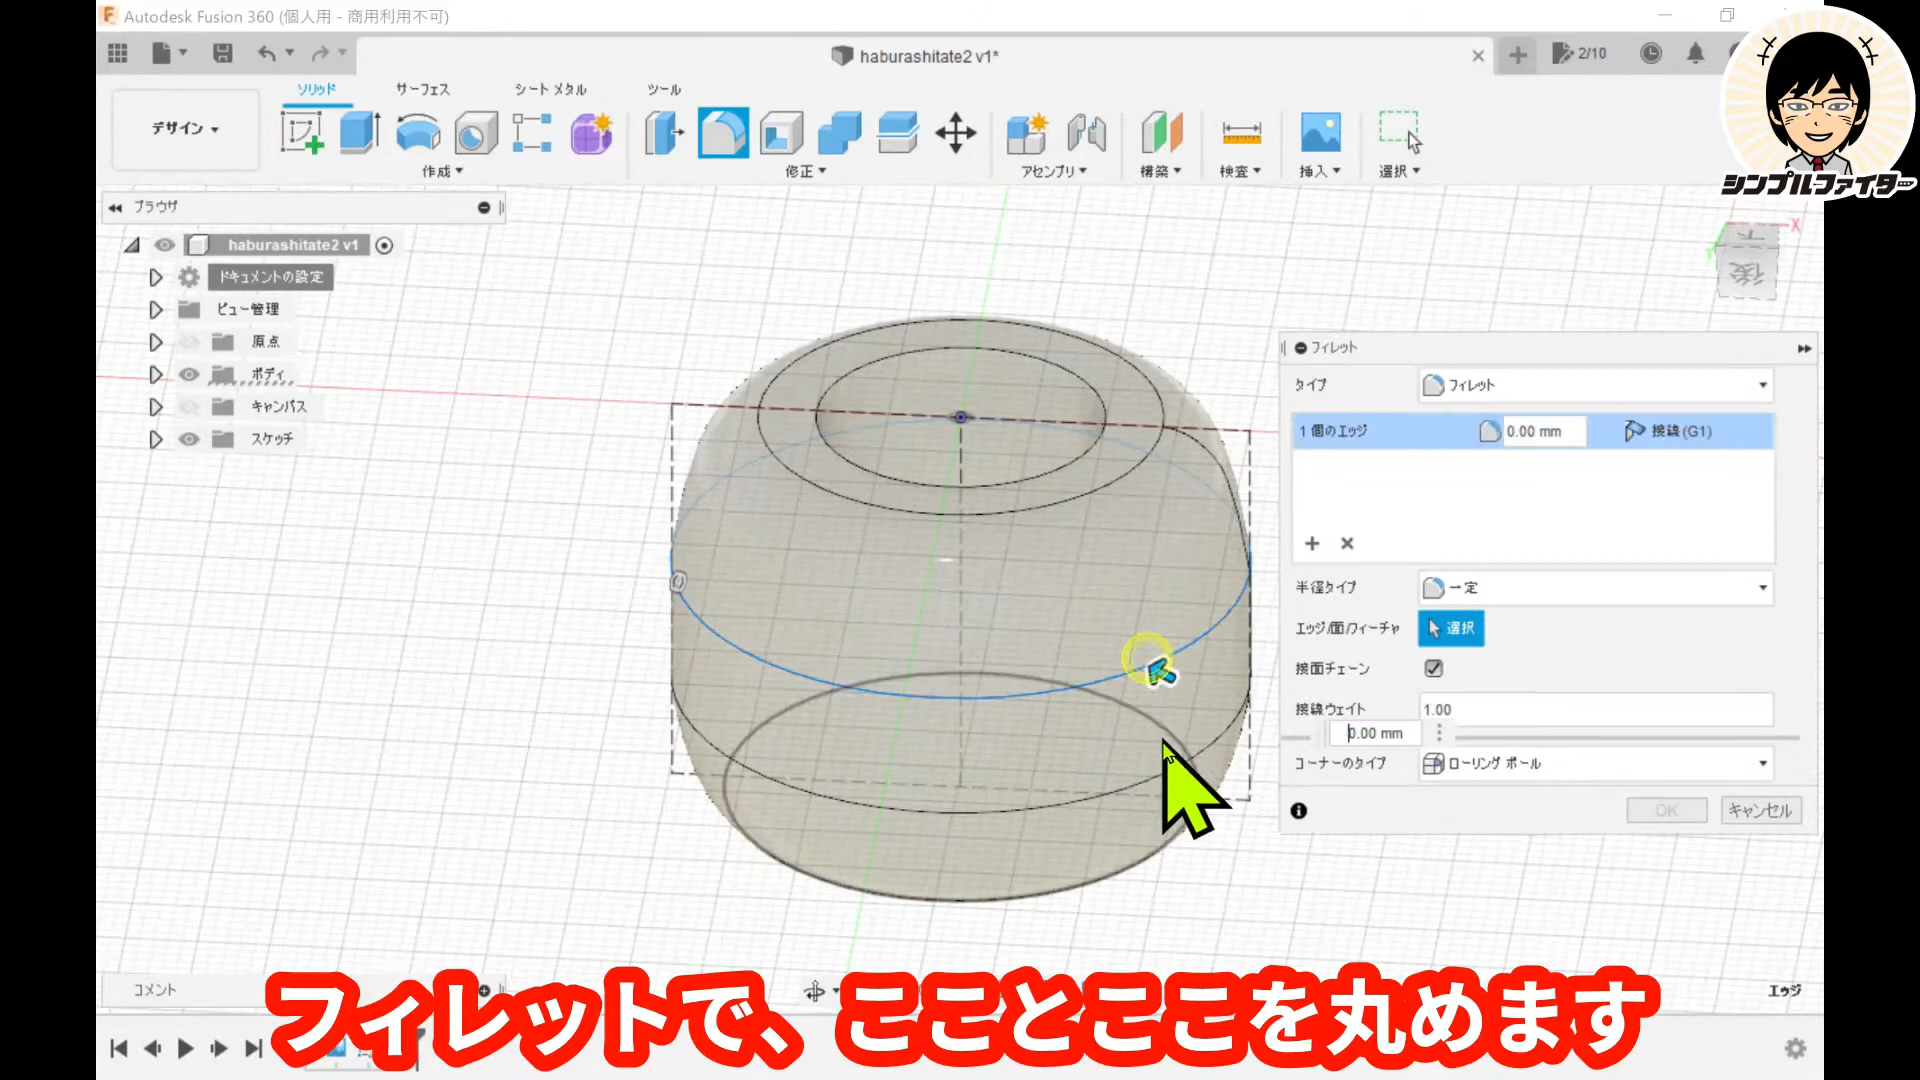 Autodesk Fusion 360 (個人用 - 商用利用不可)
haburashitate2 v1*
2/10
シンプルファイター
ソリッド サーフェス シート メタル ツール
デザイン
作成 修正 アセンブリ 構築 検査 挿入 選択
ブラウザ
haburashitate2 v1
ドキュメントの設定
ビュー管理
原点
ボディ
キャンバス
スケッチ
X
Y
下
後
フィレット
タイプ フィレット
1 個のエッジ 0.00 mm 接線 (G1)
半径タイプ 一定
エッジ/面/フィーチャ 選択
接面チェーン
接線ウェイト 1.00
0.00 mm
コーナーのタイプ ローリング ボール
OK キャンセル
コメント
エッジ
フィレットで、こことここを丸めます